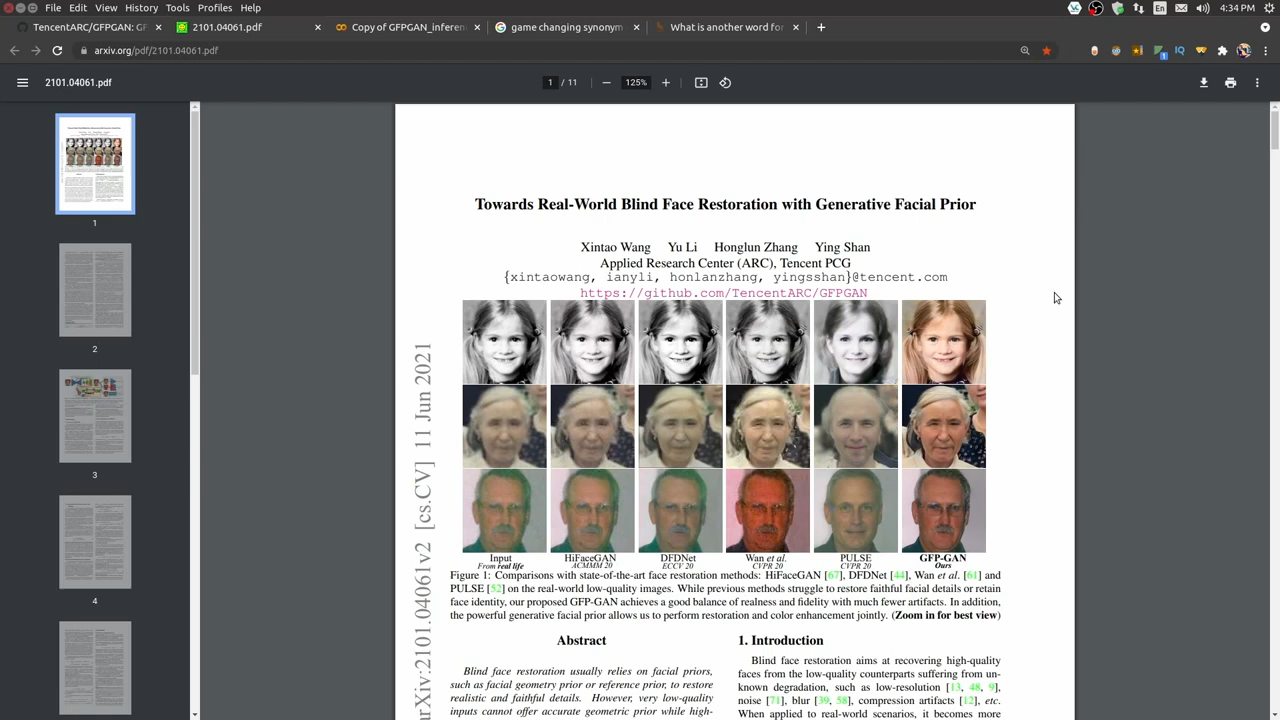 File Edit View History Bookmarks Tools Profiles Help
En
4:34 PM
TencentARC/GFPGAN: GF
2101.04061.pdf
Copy of GFPGAN_inferen
game changing synonym
What is another word for
arxiv.org/pdf/2101.04061.pdf
2101.04061.pdf
1 / 11
125%
1
2
3
4
Towards Real-World Blind Face Restoration with Generative Facial Prior
Xintao Wang Yu Li Honglun Zhang Ying Shan
Applied Research Center (ARC), Tencent PCG
{xintaowang, ianyli, honlanzhang, yingsshan}@tencent.com
https://github.com/TencentARC/GFPGAN
arXiv:2101.04061v2 [cs.CV] 11 Jun 2021
Input HiFaceGAN DFDNet Wan et al. PULSE GFP-GAN
From real life ACMMM 20 ECCV 20 CVPR 20 CVPR 20 Ours
Figure 1: Comparisons with state-of-the-art face restoration methods: HiFaceGAN [67], DFDNet [44], Wan et al. [61] and
PULSE [52] on the real-world low-quality images. While previous methods struggle to restore faithful facial details or retain
face identity, our proposed GFP-GAN achieves a good balance of realness and fidelity with much fewer artifacts. In addition,
the powerful generative facial prior allows us to perform restoration and color enhancement jointly. (Zoom in for best view)
Abstract
Blind face restoration usually relies on facial priors,
such as facial geometry prior or reference prior, to restore
realistic and faithful details. However, very low-quality
inputs cannot offer accurate geometric prior while high-
1. Introduction
Blind face restoration aims at recovering high-quality
faces from the low-quality counterparts suffering from un-
known degradation, such as low-resolution [13, 48, 9],
noise [71], blur [39, 58], compression artifacts [12], etc.
When applied to real-world scenarios, it becomes more